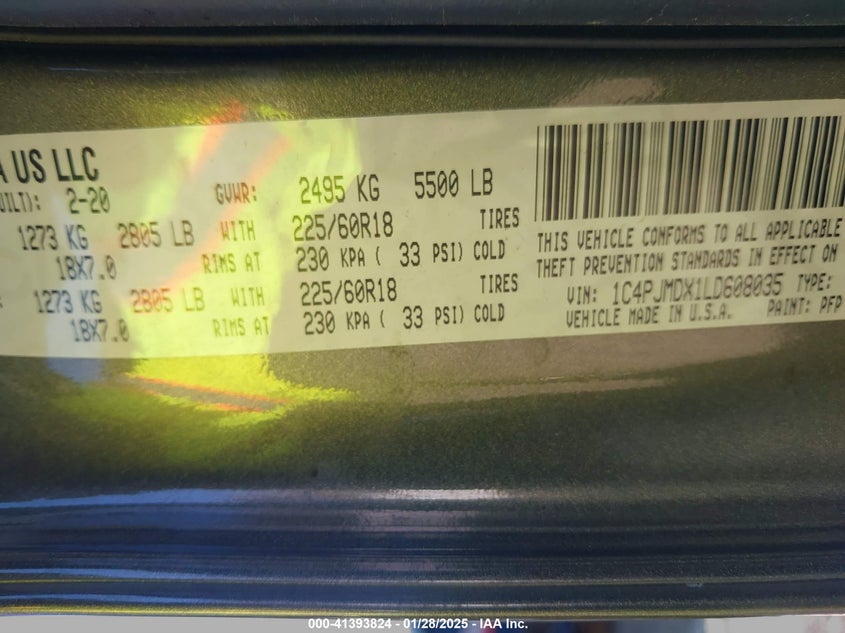 A US LLC
UILT): 2-20 GVWR: 2495 KG 5500 LB
1273 KG 2805 LB WITH 225/60R18 TIRES
18X7.0 RIMS AT 230 KPA ( 33 PSI) COLD
: 1273 KG 2805 LB WITH 225/60R18 TIRES
18X7.0 RIMS AT 230 KPA ( 33 PSI) COLD
THIS VEHICLE CONFORMS TO ALL APPLICABLE
THEFT PREVENTION STANDARDS IN EFFECT ON
VIN: 1C4PJMDX1LD608035 TYPE:
VEHICLE MADE IN U.S.A. PAINT: PFP
000-41393824 - 01/28/2025 - IAA Inc.